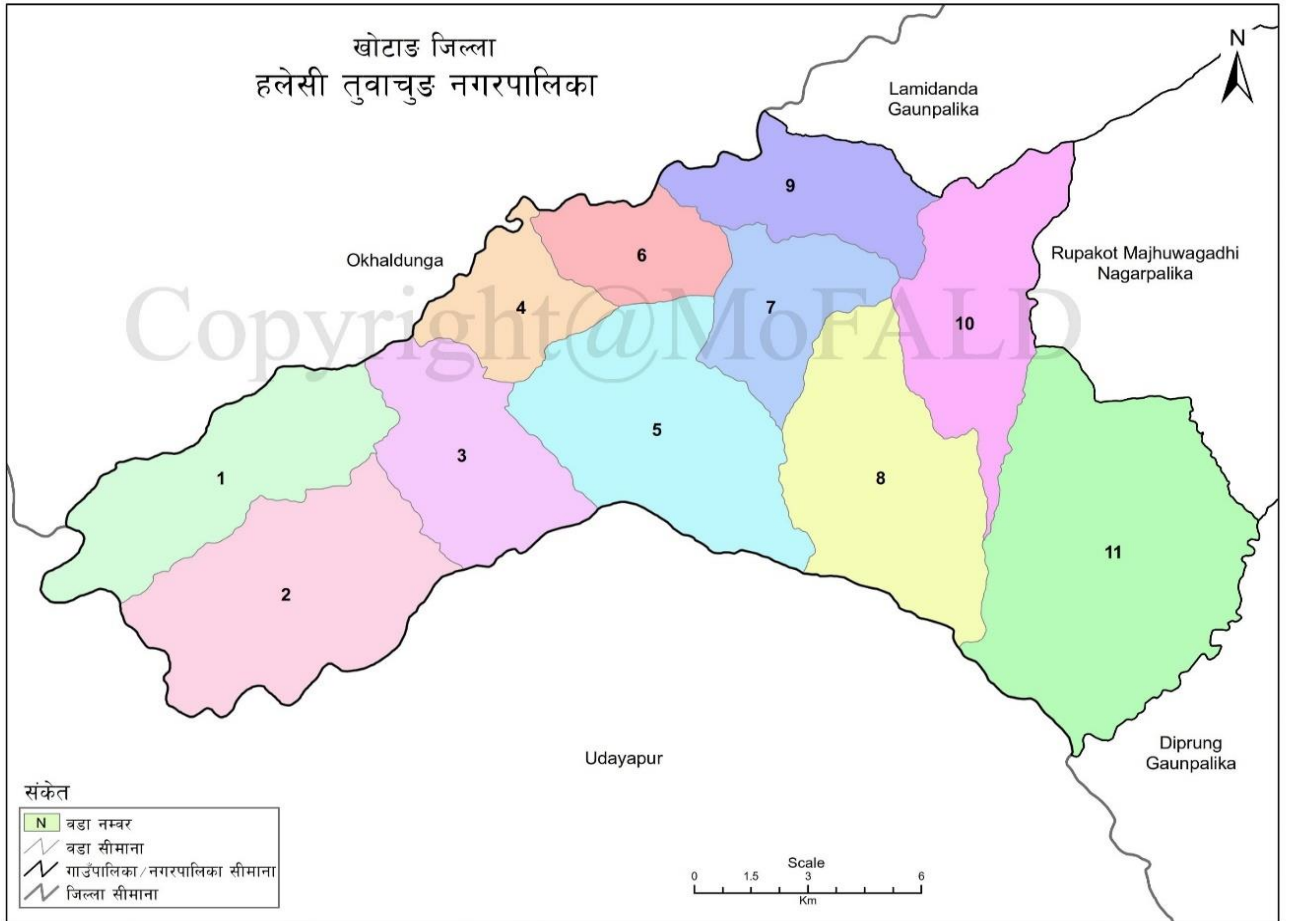 खोटाङ जिल्ला
हलेसी तुवाचुङ नगरपालिका
N
Lamidanda
Gaunpalika
9
Rupakot Majhuwagadhi
Nagarpalika
Okhaldunga
6
4
7
10
Copyright@MoFALD
5
3
1
8
11
2
Udayapur
Diprung
Gaunpalika
संकेत
N वडा नम्बर
वडा सीमाना
गाउँपालिका/नगरपालिका सीमाना
जिल्ला सीमाना
Scale
0 1.5 3 6
Km